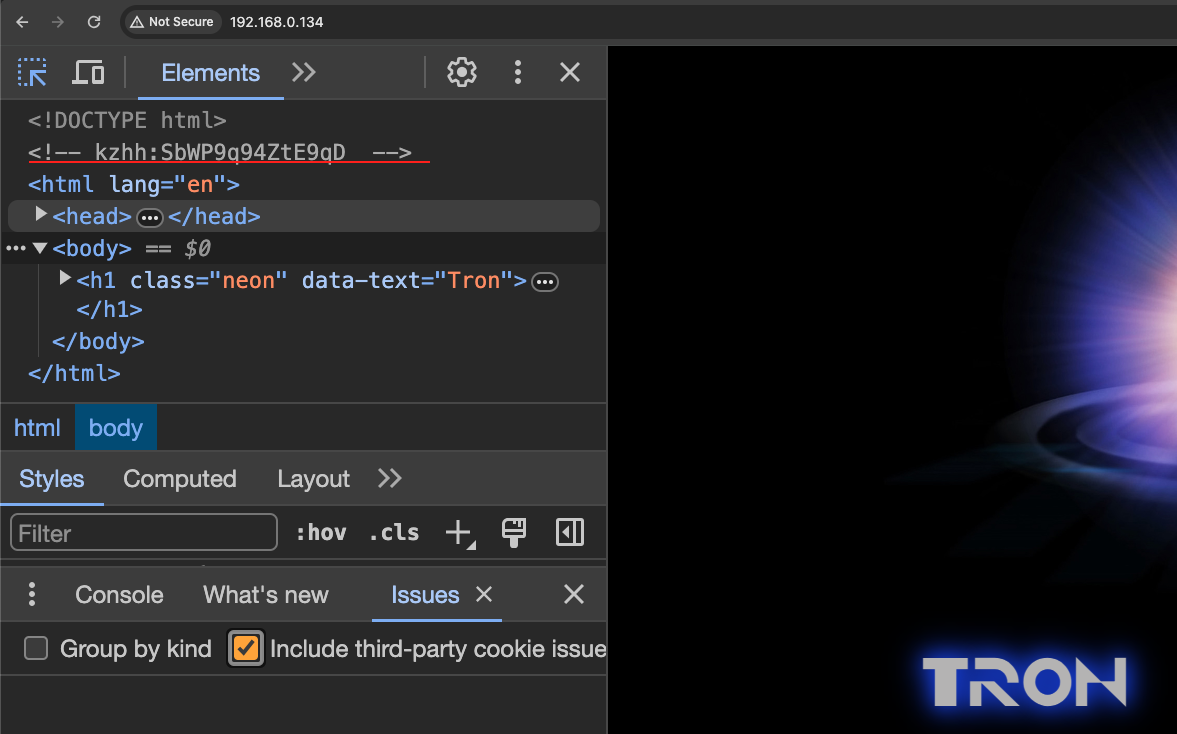 Not Secure 192.168.0.134
Elements
<!DOCTYPE html>
<!-- kzhh:SbWP9q94ZtE9qD  -->
<html lang="en">
<head>…</head>
<body> == $0
<h1 class="neon" data-text="Tron">…
</h1>
</body>
</html>
html body
Styles Computed Layout
Filter :hov .cls
Console What's new Issues
Group by kind Include third-party cookie issue
TRON